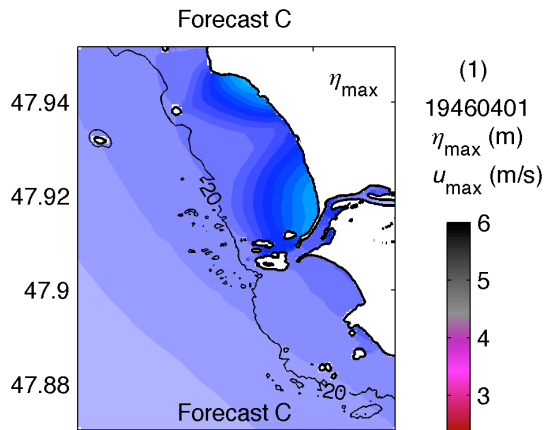 Forecast C
η_max
47.94
47.92
47.9
47.88
20
20
Forecast C
(1)
19460401
η_max (m)
u_max (m/s)
6
5
4
3